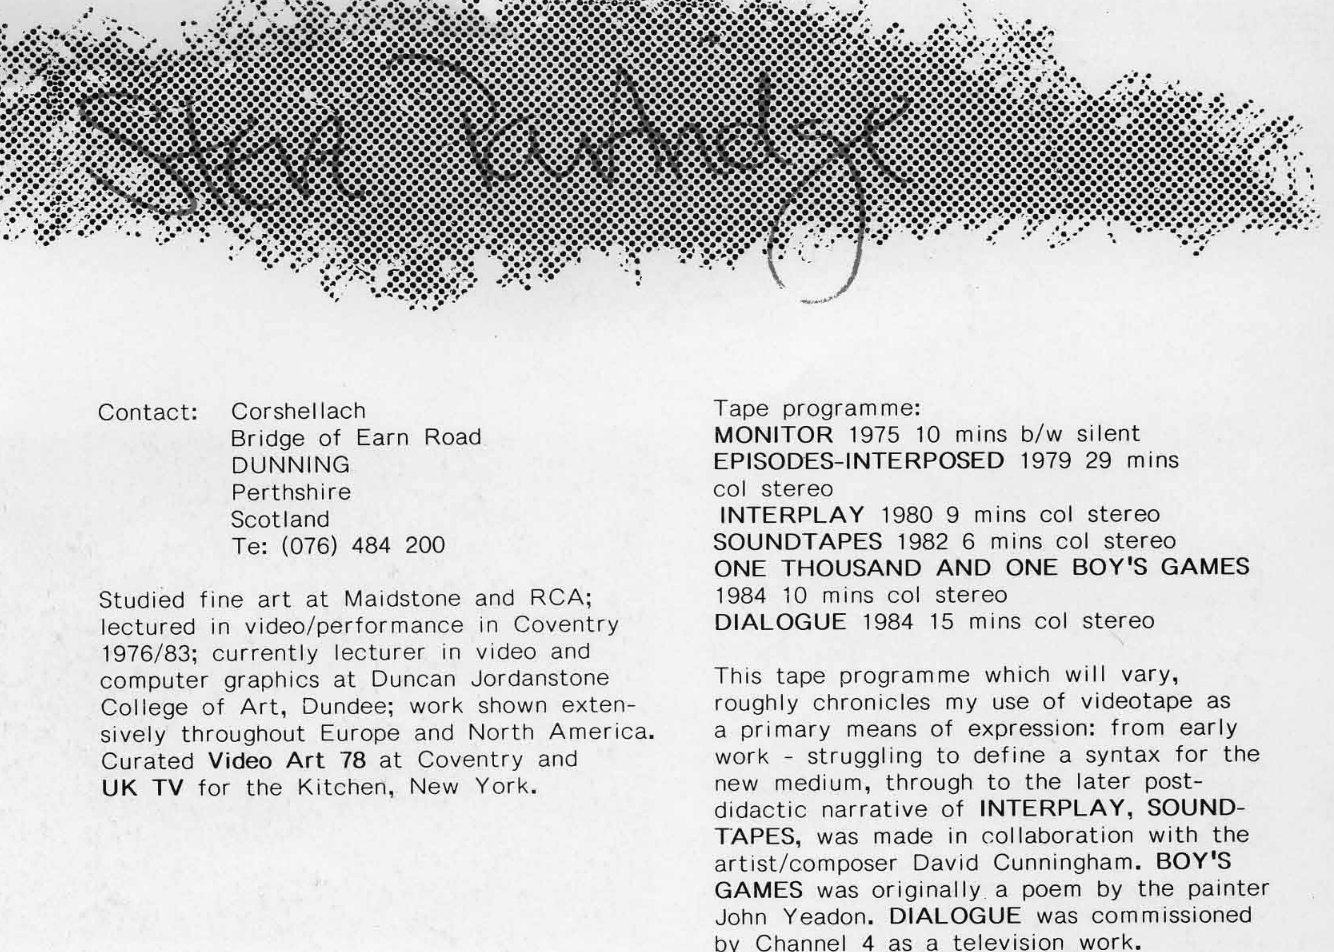 Steve Partridge
Contact: Corshellach
Bridge of Earn Road
DUNNING
Perthshire
Scotland
Te: (076) 484 200
Studied fine art at Maidstone and RCA;
lectured in video/performance in Coventry
1976/83; currently lecturer in video and
computer graphics at Duncan Jordanstone
College of Art, Dundee; work shown exten-
sively throughout Europe and North America.
Curated Video Art 78 at Coventry and
UK TV for the Kitchen, New York.
Tape programme:
MONITOR 1975 10 mins b/w silent
EPISODES-INTERPOSED 1979 29 mins
col stereo
INTERPLAY 1980 9 mins col stereo
SOUNDTAPES 1982 6 mins col stereo
ONE THOUSAND AND ONE BOY'S GAMES
1984 10 mins col stereo
DIALOGUE 1984 15 mins col stereo
This tape programme which will vary,
roughly chronicles my use of videotape as
a primary means of expression: from early
work - struggling to define a syntax for the
new medium, through to the later post-
didactic narrative of INTERPLAY, SOUND-
TAPES, was made in collaboration with the
artist/composer David Cunningham. BOY'S
GAMES was originally a poem by the painter
John Yeadon. DIALOGUE was commissioned
by Channel 4 as a television work.